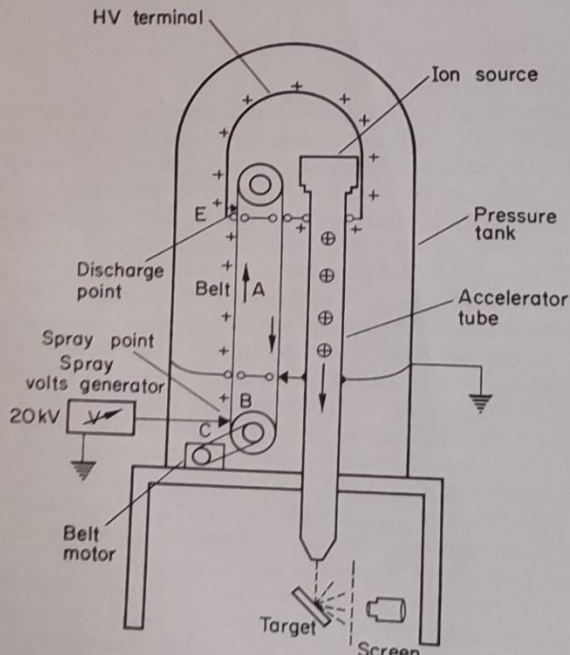 HV terminal
Ion source
E
Pressure
tank
Discharge
point
Belt
A
Accelerator
tube
Spray point
Spray
volts generator
20kV
V
B
C
Belt
motor
Target
Screen